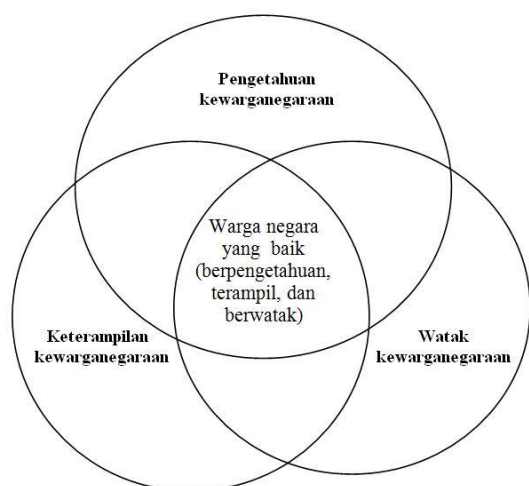 Pengetahuan
kewarganegaraan
Warga negara
yang baik
(berpengetahuan,
terampil, dan
berwatak)
Keterampilan
kewarganegaraan
Watak
kewarganegaraan